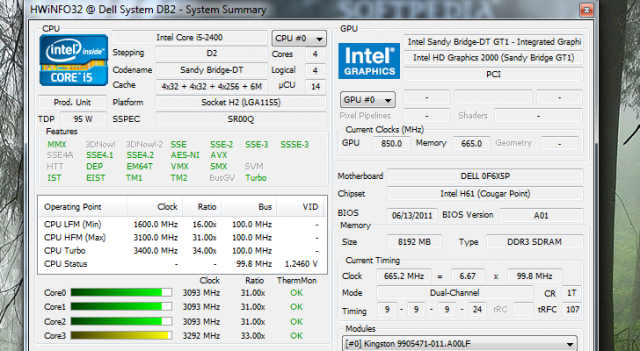 SOFTPEDIA
HWiNFO32 @ Dell System DB2 - System Summary
CPU
intel inside™
CORE™ i5
Intel Core i5-2400
CPU #0
Stepping D2 Cores 4
Codename Sandy Bridge-DT Logical 4
Cache 4x32 + 4x32 + 4x256 + 6M µCU 14
Prod. Unit Platform Socket H2 (LGA1155)
TDP 95 W SSPEC SR00Q
Features
MMX 3DNow! 3DNow!-2 SSE SSE-2 SSE-3 SSSE-3
SSE4A SSE4.1 SSE4.2 AES-NI AVX
HTT DEP EM64T VMX SMX SVM
IST EIST TM1 TM2 BusGV Turbo
Operating Point Clock Ratio Bus VID
CPU LFM (Min) 1600.0 MHz 16.00x 100.0 MHz -
CPU HFM (Max) 3100.0 MHz 31.00x 100.0 MHz -
CPU Turbo 3400.0 MHz 34.00x 100.0 MHz -
CPU Status - - 99.8 MHz 1.2460 V
Clock Ratio ThermMon
Core0 3093 MHz 31.00x OK
Core1 3093 MHz 31.00x OK
Core2 3093 MHz 31.00x OK
Core3 3292 MHz 33.00x OK
GPU
Intel® GRAPHICS
Intel Sandy Bridge-DT GT1 - Integrated Graphi
Intel HD Graphics 2000 (Sandy Bridge GT1)
PCI
GPU #0 - -
Pixel Pipelines - Shaders -
Current Clocks (MHz)
GPU 850.0 Memory 665.0 Geometry -
Motherboard DELL 0F6X5P
Chipset Intel H61 (Cougar Point)
BIOS 06/13/2011 BIOS Version A01
Memory
Size 8192 MB Type DDR3 SDRAM
Current Timing
Clock 665.2 MHz = 6.67 x 99.8 MHz
Mode Dual-Channel CR 1T
Timing 9 - 9 - 9 - 24 tRC tRFC 107
Modules
[#0] Kingston 9905471-011.A00LF